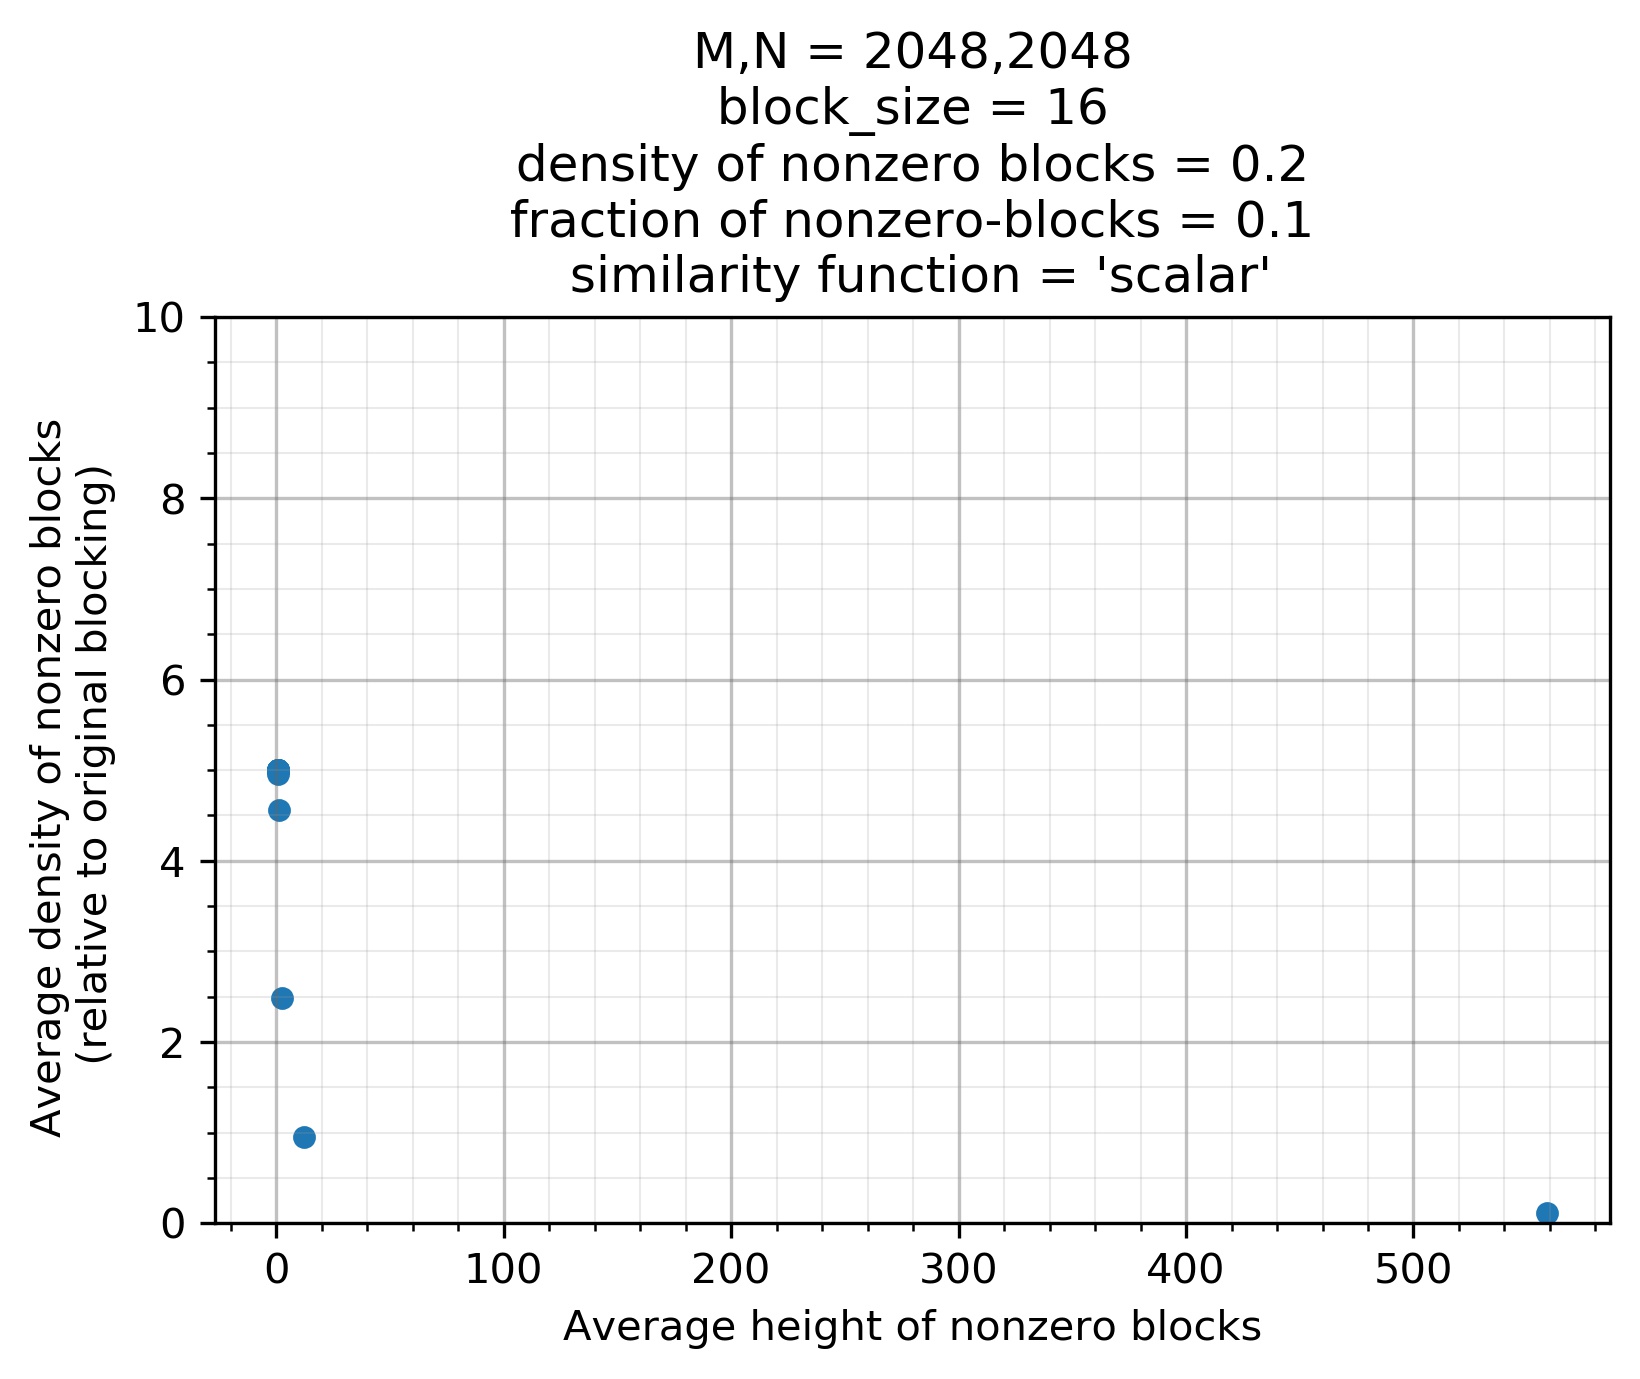 M,N = 2048,2048
block_size = 16
density of nonzero blocks = 0.2
fraction of nonzero-blocks = 0.1
similarity function = 'scalar'
10
8
6
4
2
0
Average density of nonzero blocks
(relative to original blocking)
0 100 200 300 400 500
Average height of nonzero blocks